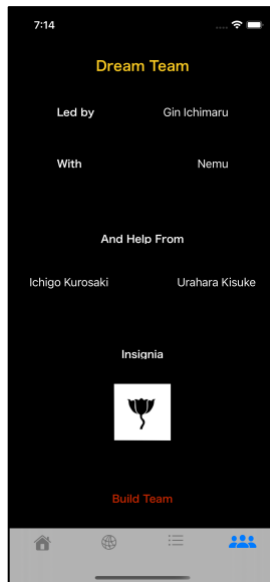 7:14
Dream Team
Led by Gin Ichimaru
With Nemu
And Help From
Ichigo Kurosaki Urahara Kisuke
Insignia
Build Team